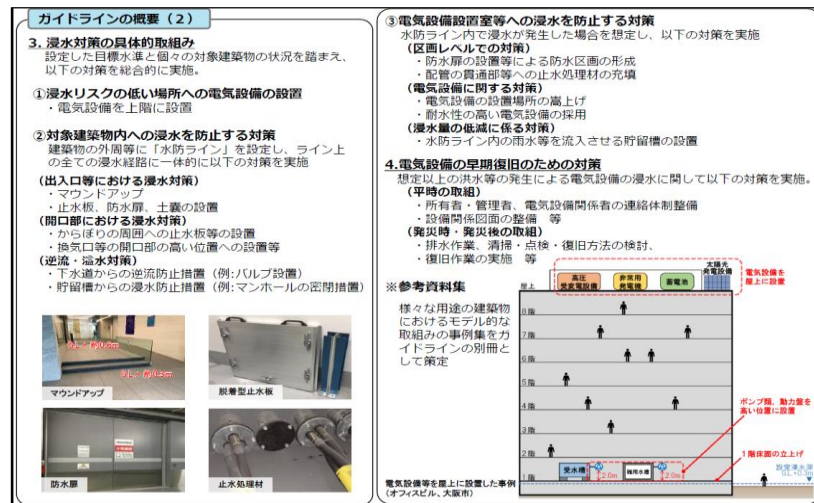 ガイドラインの概要（２）
３. 浸水対策の具体的取組み
設定した目標水準と個々の対象建築物の状況を踏まえ、
以下の対策を総合的に実施。
①浸水リスクの低い場所への電気設備の設置
・電気設備を上階に設置
②対象建築物内への浸水を防止する対策
建築物の外周等に「水防ライン」を設定し、ライン上
の全ての浸水経路に一体的に以下の対策を実施
(出入口等における浸水対策)
・マウンドアップ
・止水板、防水扉、土嚢の設置
(開口部における浸水対策)
・からぼりの周囲への止水板等の設置
・換気口等の開口部の高い位置への設置等
(逆流・溢水対策)
・下水道からの逆流防止措置（例:バルブ設置）
・貯留槽からの浸水防止措置（例:マンホールの密閉措置）
マウンドアップ
脱着型止水板
防水扉
止水処理材
③電気設備設置室等への浸水を防止する対策
水防ライン内で浸水が発生した場合を想定し、以下の対策を実施
(区画レベルでの対策)
・防水扉の設置等による防水区画の形成
・配管の貫通部等への止水処理材の充填
(電気設備に関する対策)
・電気設備の設置場所の嵩上げ
・耐水性の高い電気設備の採用
(浸水量の低減に係る対策)
・水防ライン内の雨水等を流入させる貯留槽の設置
４.電気設備の早期復旧のための対策
想定以上の洪水等の発生による電気設備の浸水に関して以下の対策を実施。
(平時の取組)
・所有者・管理者、電気設備関係者の連絡体制整備
・設備関係図面の整備　等
(発災時・発災後の取組)
・排水作業、清掃・点検・復旧方法の検討、
・復旧作業の実施　等
※参考資料集
様々な用途の建築物
におけるモデル的な
取組みの事例集をガ
イドラインの別冊と
して策定
高圧
受変電設備
非常用
発電機
蓄電池
太陽光
発電設備
電気設備を
屋上に設置
屋上
８階
７階
６階
５階
４階
３階
２階
１階
ポンプ類、動力盤を
高い位置に設置
１階床面の立上げ
受水槽
2.0m
雑用水槽
2.0m
設定浸水深
GL+0.3m
電気設備等を屋上に設置した事例
(オフィスビル、大阪市)